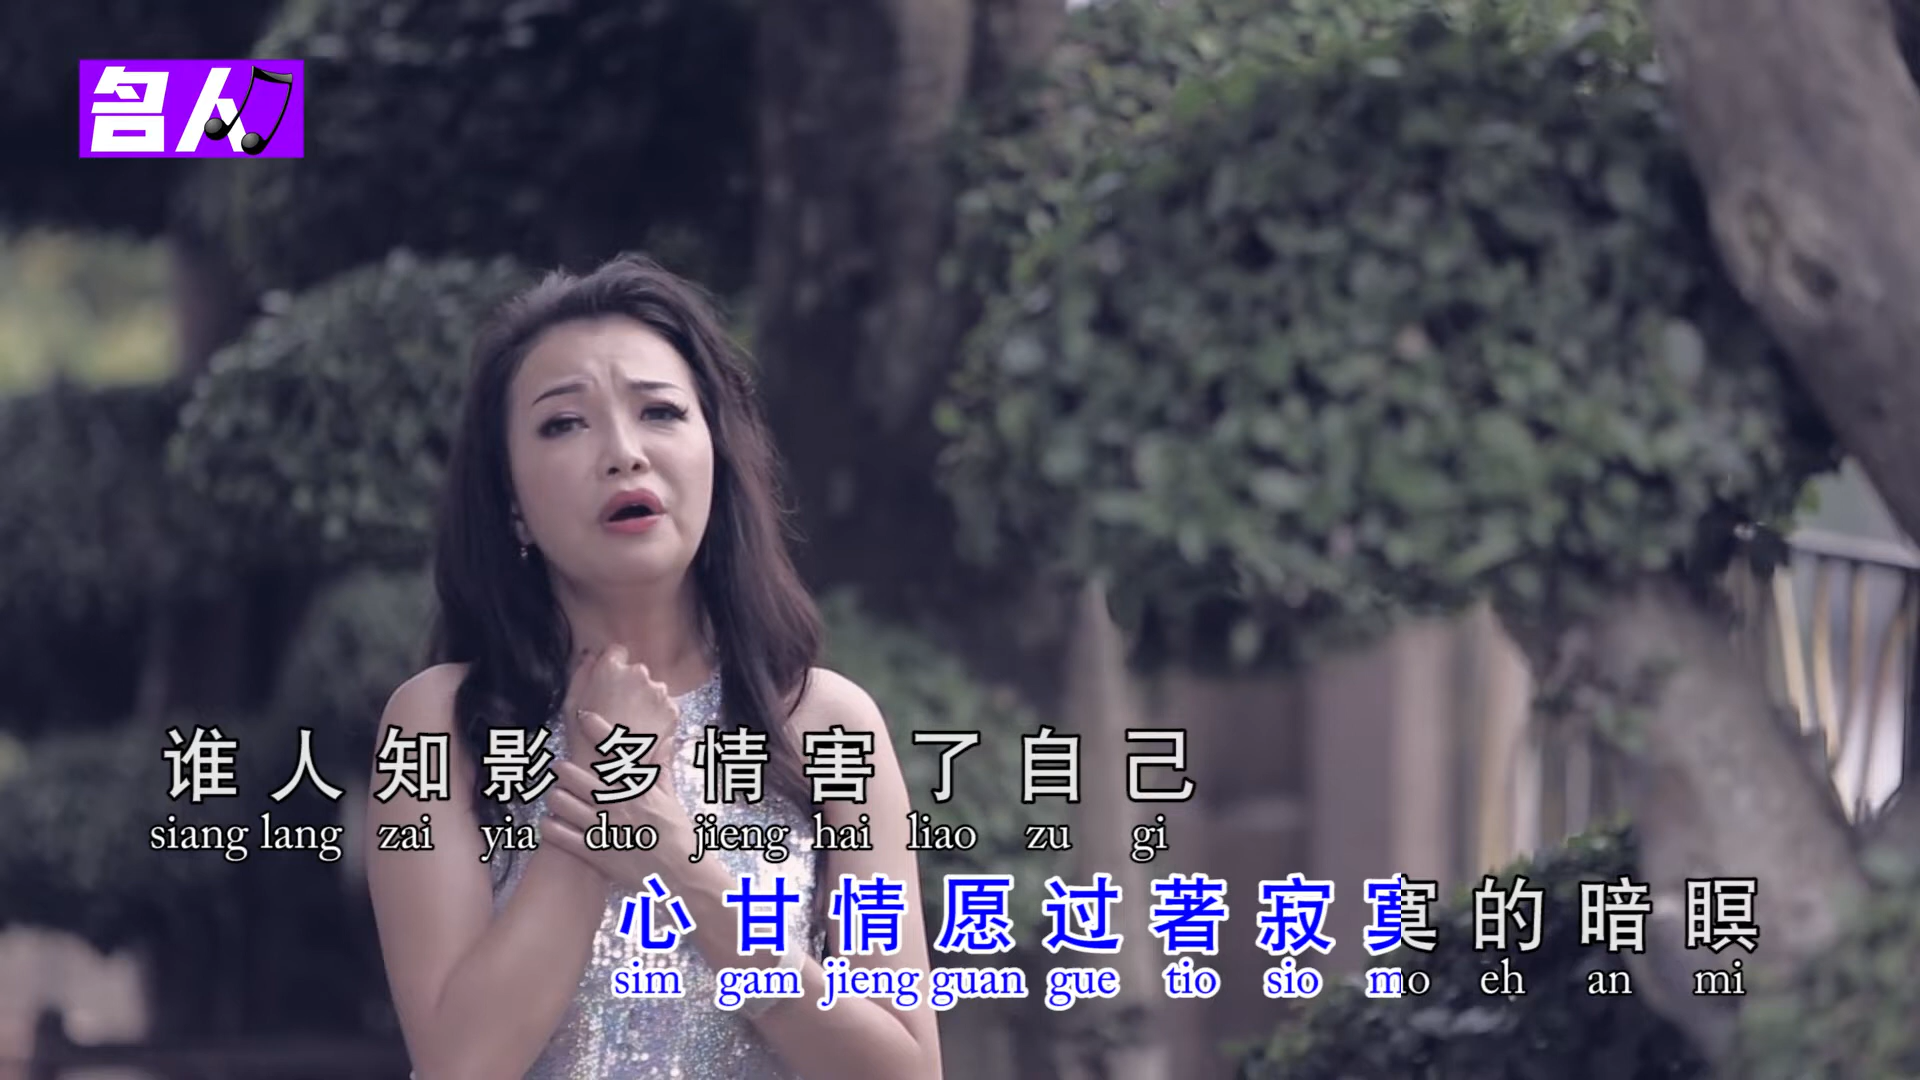 名人
谁人知影多情害了自己
siang lang zai yia duo jieng hai liao zu gi
心甘情愿过著寂寞的暗瞑
sim gam jieng guan gue tio sio mo eh an mi